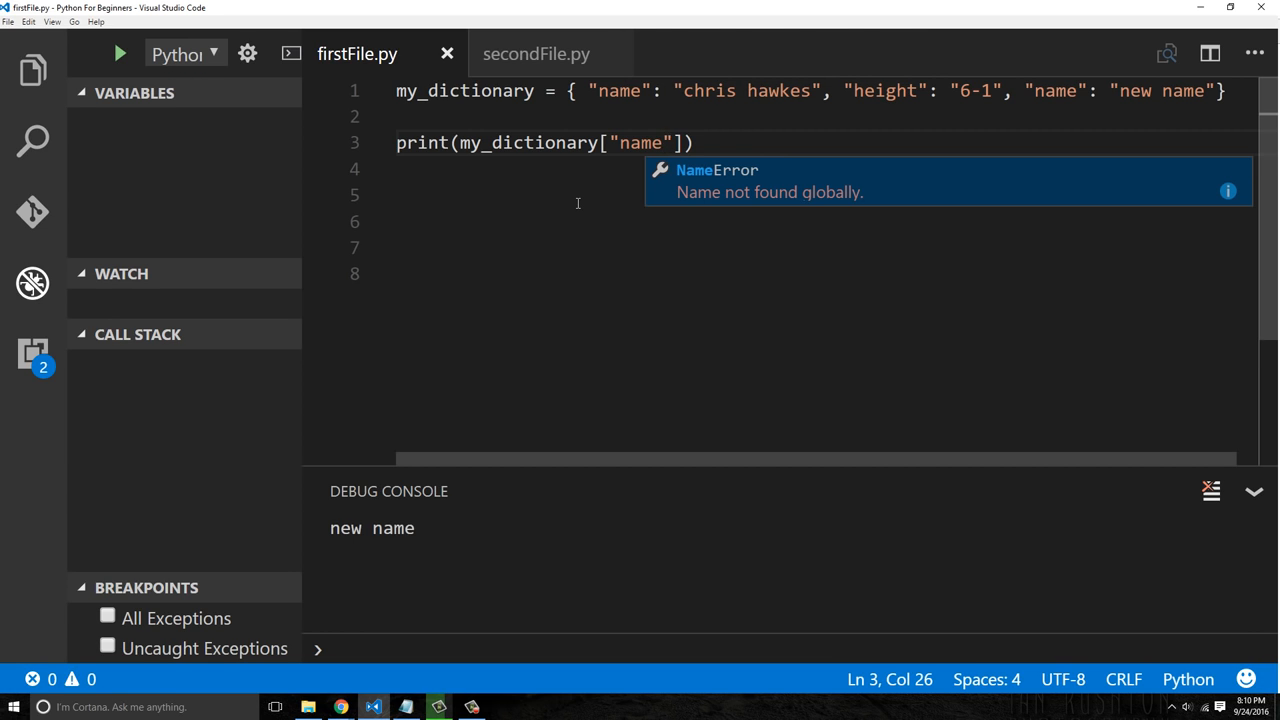 firstFile.py - Python For Beginners - Visual Studio Code
File Edit View Go Help
Python
firstFile.py
secondFile.py
VARIABLES
WATCH
CALL STACK
BREAKPOINTS
All Exceptions
Uncaught Exceptions
2
1 my_dictionary = { "name": "chris hawkes", "height": "6-1", "name": "new name"}
2
3 print(my_dictionary["name"])
4
5
6
7
8
NameError
Name not found globally.
DEBUG CONSOLE
new name
0 0
Ln 3, Col 26 Spaces: 4 UTF-8 CRLF Python
I'm Cortana. Ask me anything.
8:10 PM
9/24/2016